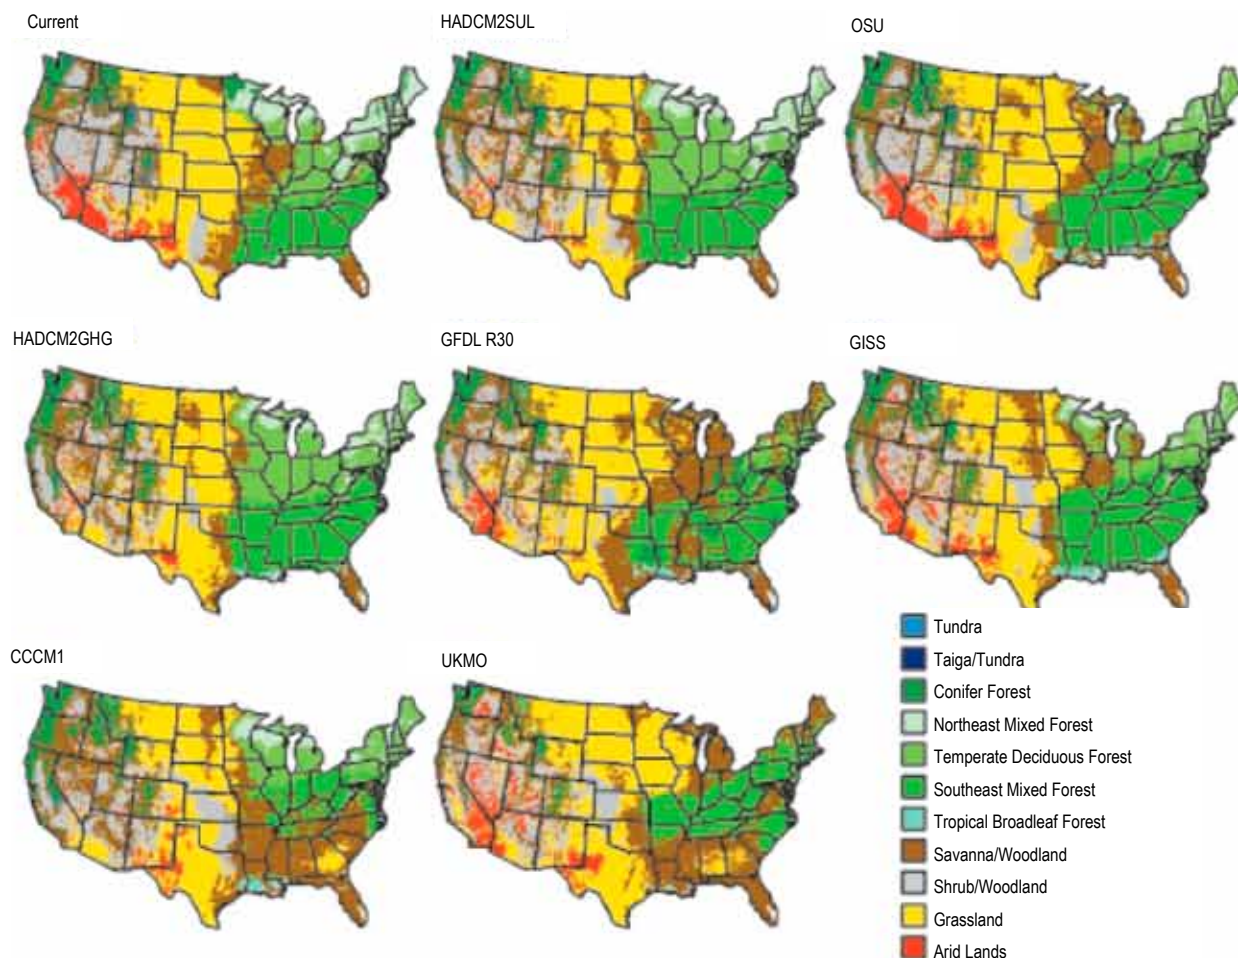 Current
HADCM2SUL
OSU
HADCM2GHG
GFDL R30
GISS
CCCM1
UKMO
Tundra
Taiga/Tundra
Conifer Forest
Northeast Mixed Forest
Temperate Deciduous Forest
Southeast Mixed Forest
Tropical Broadleaf Forest
Savanna/Woodland
Shrub/Woodland
Grassland
Arid Lands